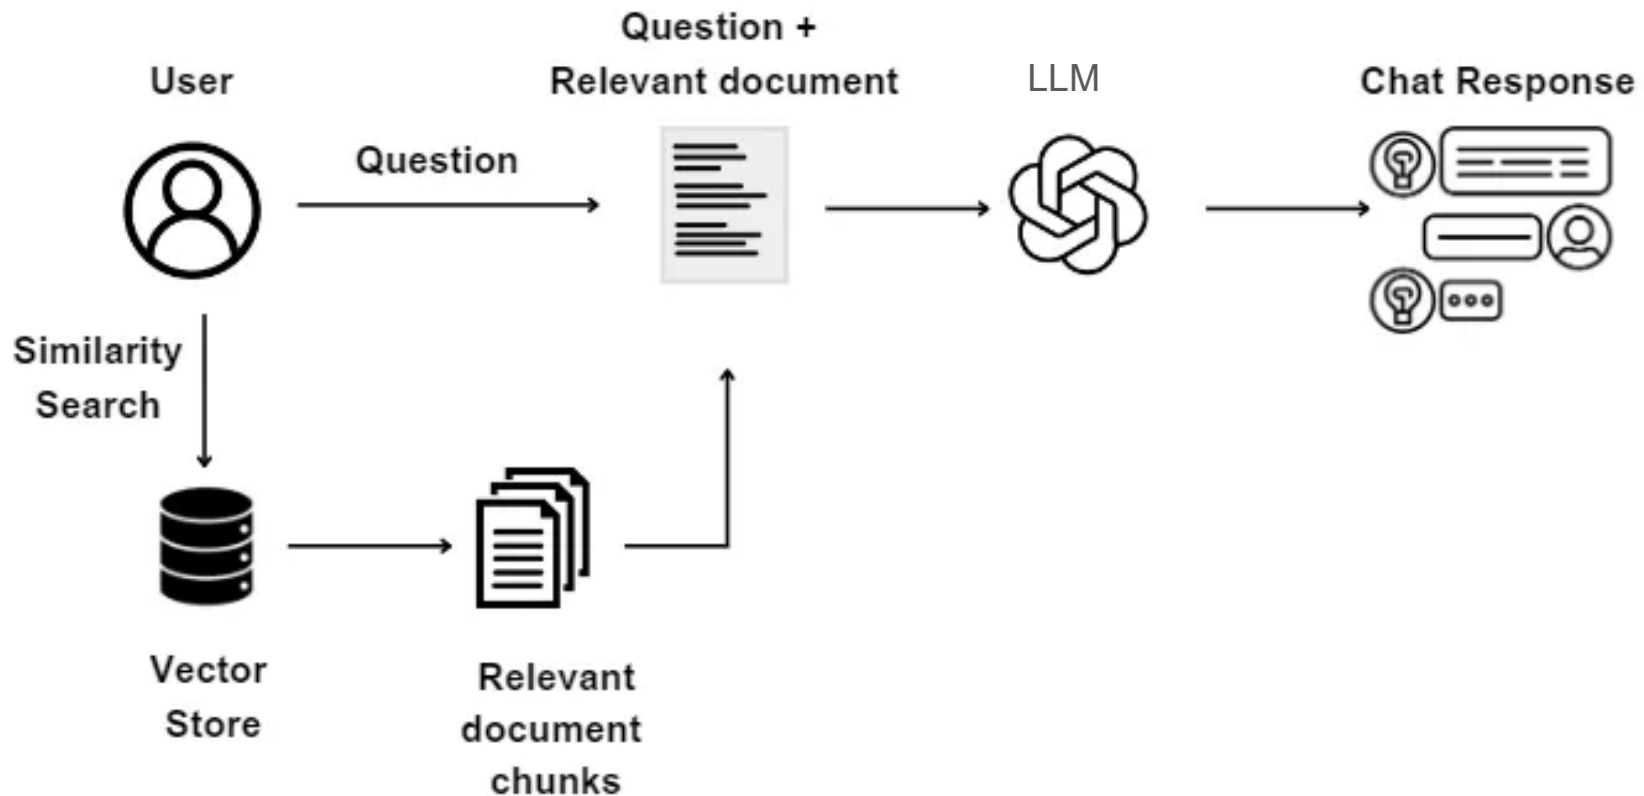 Question +
User
Relevant document
LLM
Chat Response
Question
Similarity
Search
Vector
Store
Relevant
document
chunks